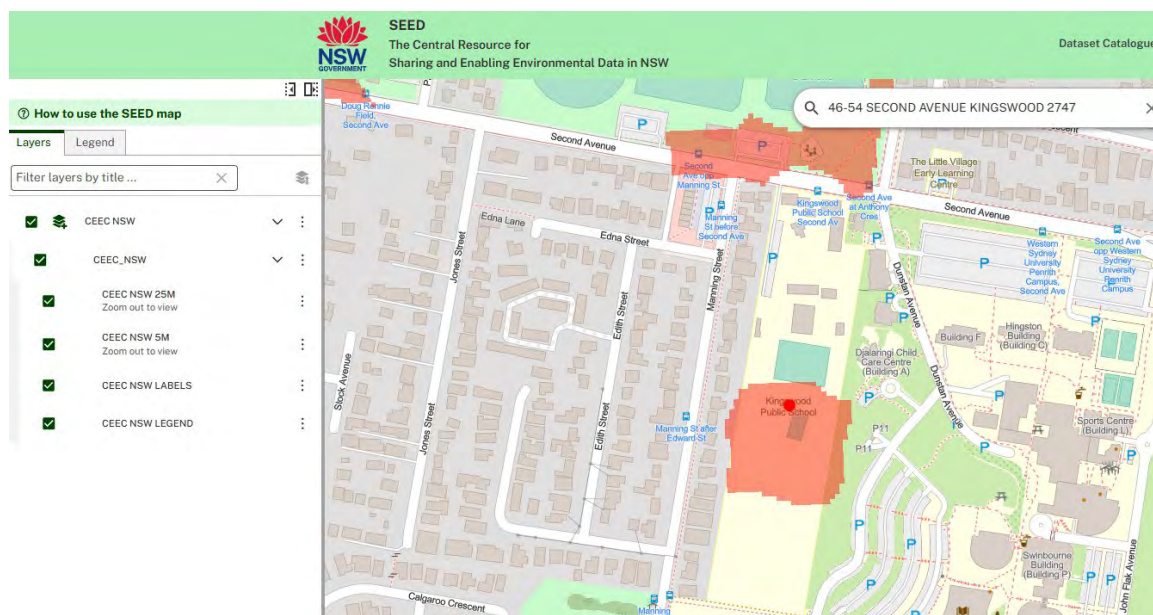 SEED
The Central Resource for
Sharing and Enabling Environmental Data in NSW
NSW
GOVERNMENT
Dataset Catalogue
How to use the SEED map
Layers
Legend
Filter layers by title ...
CEEC NSW
CEEC_NSW
CEEC NSW 25M
Zoom out to view
CEEC NSW 5M
Zoom out to view
CEEC NSW LABELS
CEEC NSW LEGEND
46-54 SECOND AVENUE KINGSWOOD 2747
Doug Rennie
Field,
Second Ave
Second Avenue
P
P
Second
Ave opp
Manning St
The Little Village
Early Learning
Centre
P
Edna Lane
Edna Street
P
Manning
St before
Second Ave
Kingswood
Public School
Second Av
Second Ave
at Anthony
Cres
Second Avenue
P
P
P
Western
Sydney
University
Penrith
Campus,
Second Ave
Second Ave
opp Western
Sydney
University
Penrith
Campus
P
P
P
Jones Street
Manning Street
Dunstan Avenue
Building F
Hingston
Building
(Building C)
Djalaringi Child
Care Centre
(Building A)
Stock Avenue
Jones Street
Edith Street
Edith Street
Kingswood
Public School
P
P
Dunstan Avenue
Manning St after
Edward St
P11
P11
Sports Centre
(Building L)
P
P
P
P
P
Swinbourne
Building
(Building P)
P
John Flak Avenue
Calgaroo Crescent
Manning